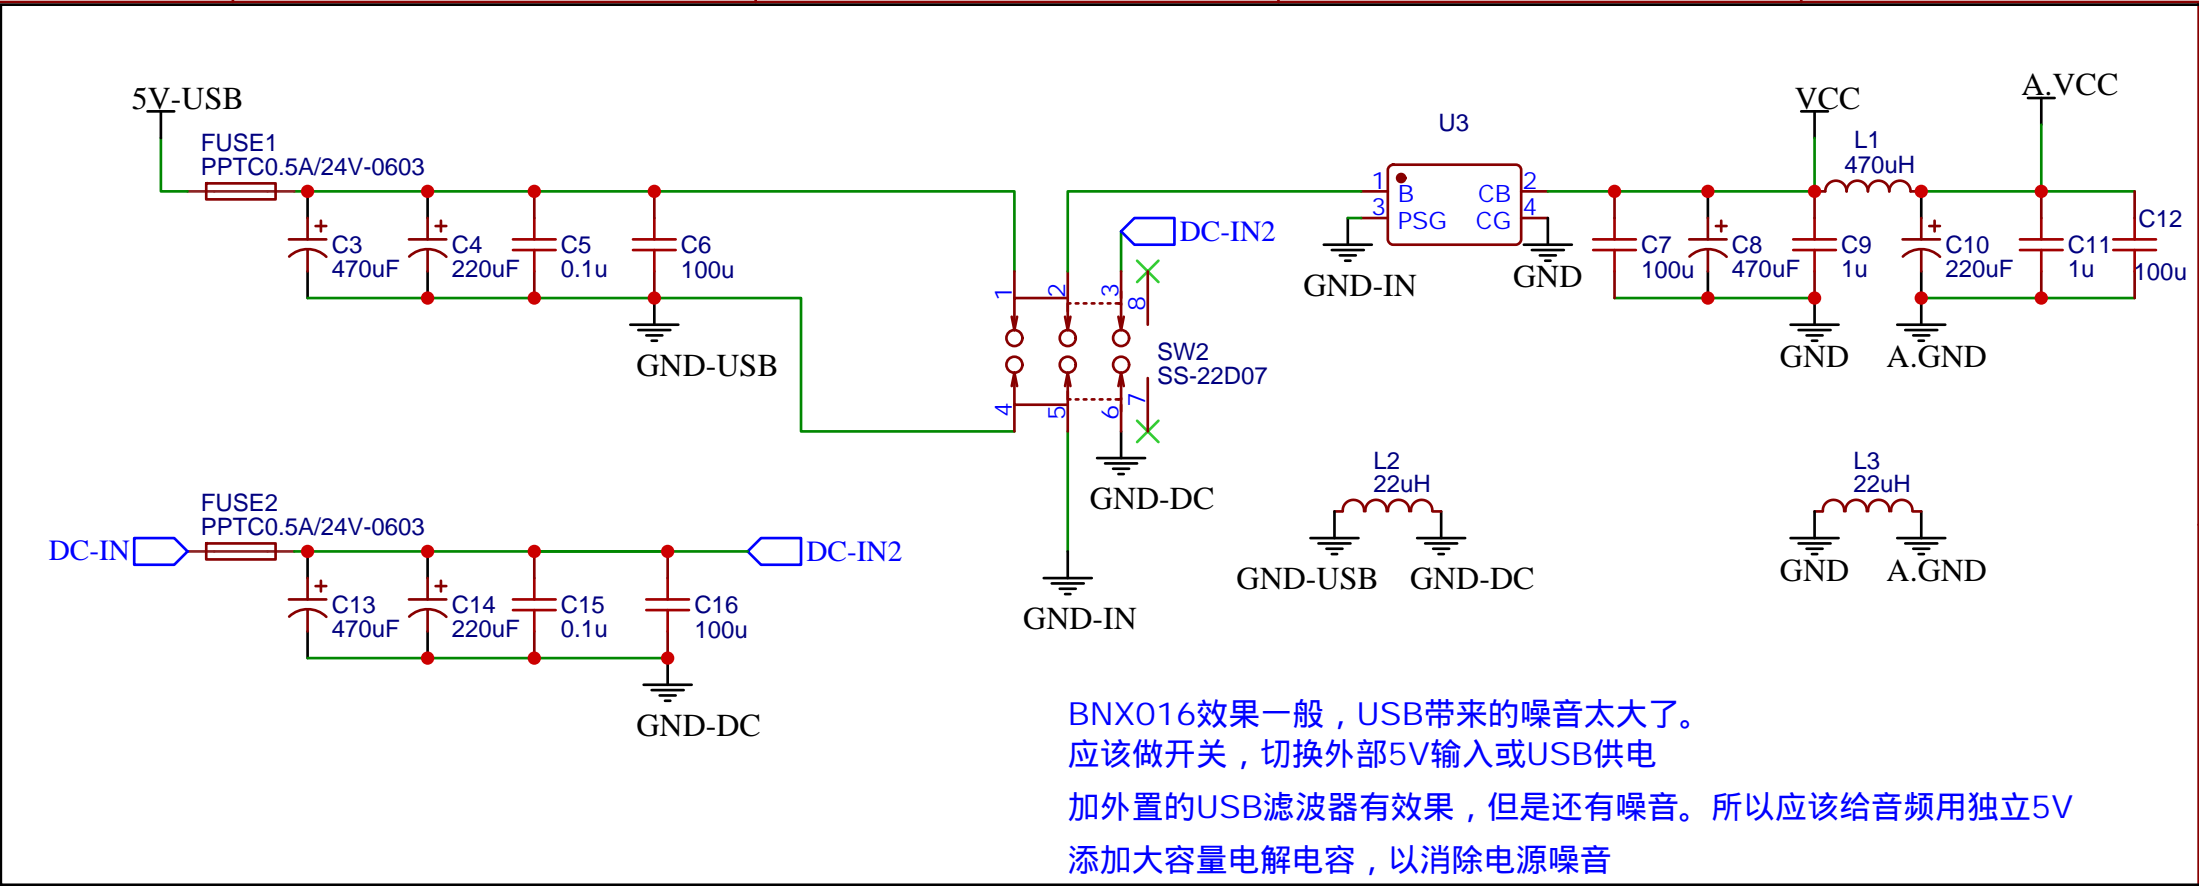 5V-USB
FUSE1
PPTC0.5A/24V-0603
C3
470uF
C4
220uF
C5
0.1u
C6
100u
GND-USB
1
2
3
8
DC-IN2
4
5
6
7
SW2
SS-22D07
GND-DC
GND-IN
U3
1
B
3
PSG
CB
2
CG
4
GND-IN
GND
VCC
L1
470uH
A.VCC
C7
100u
C8
470uF
C9
1u
C10
220uF
C11
1u
C12
100u
GND
A.GND
FUSE2
PPTC0.5A/24V-0603
DC-IN
DC-IN2
C13
470uF
C14
220uF
C15
0.1u
C16
100u
GND-DC
L2
22uH
GND-USB
GND-DC
L3
22uH
GND
A.GND
BNX016效果一般，USB带来的噪音太大了。
应该做开关，切换外部5V输入或USB供电
加外置的USB滤波器有效果，但是还有噪音。所以应该给音频用独立5V
添加大容量电解电容，以消除电源噪音